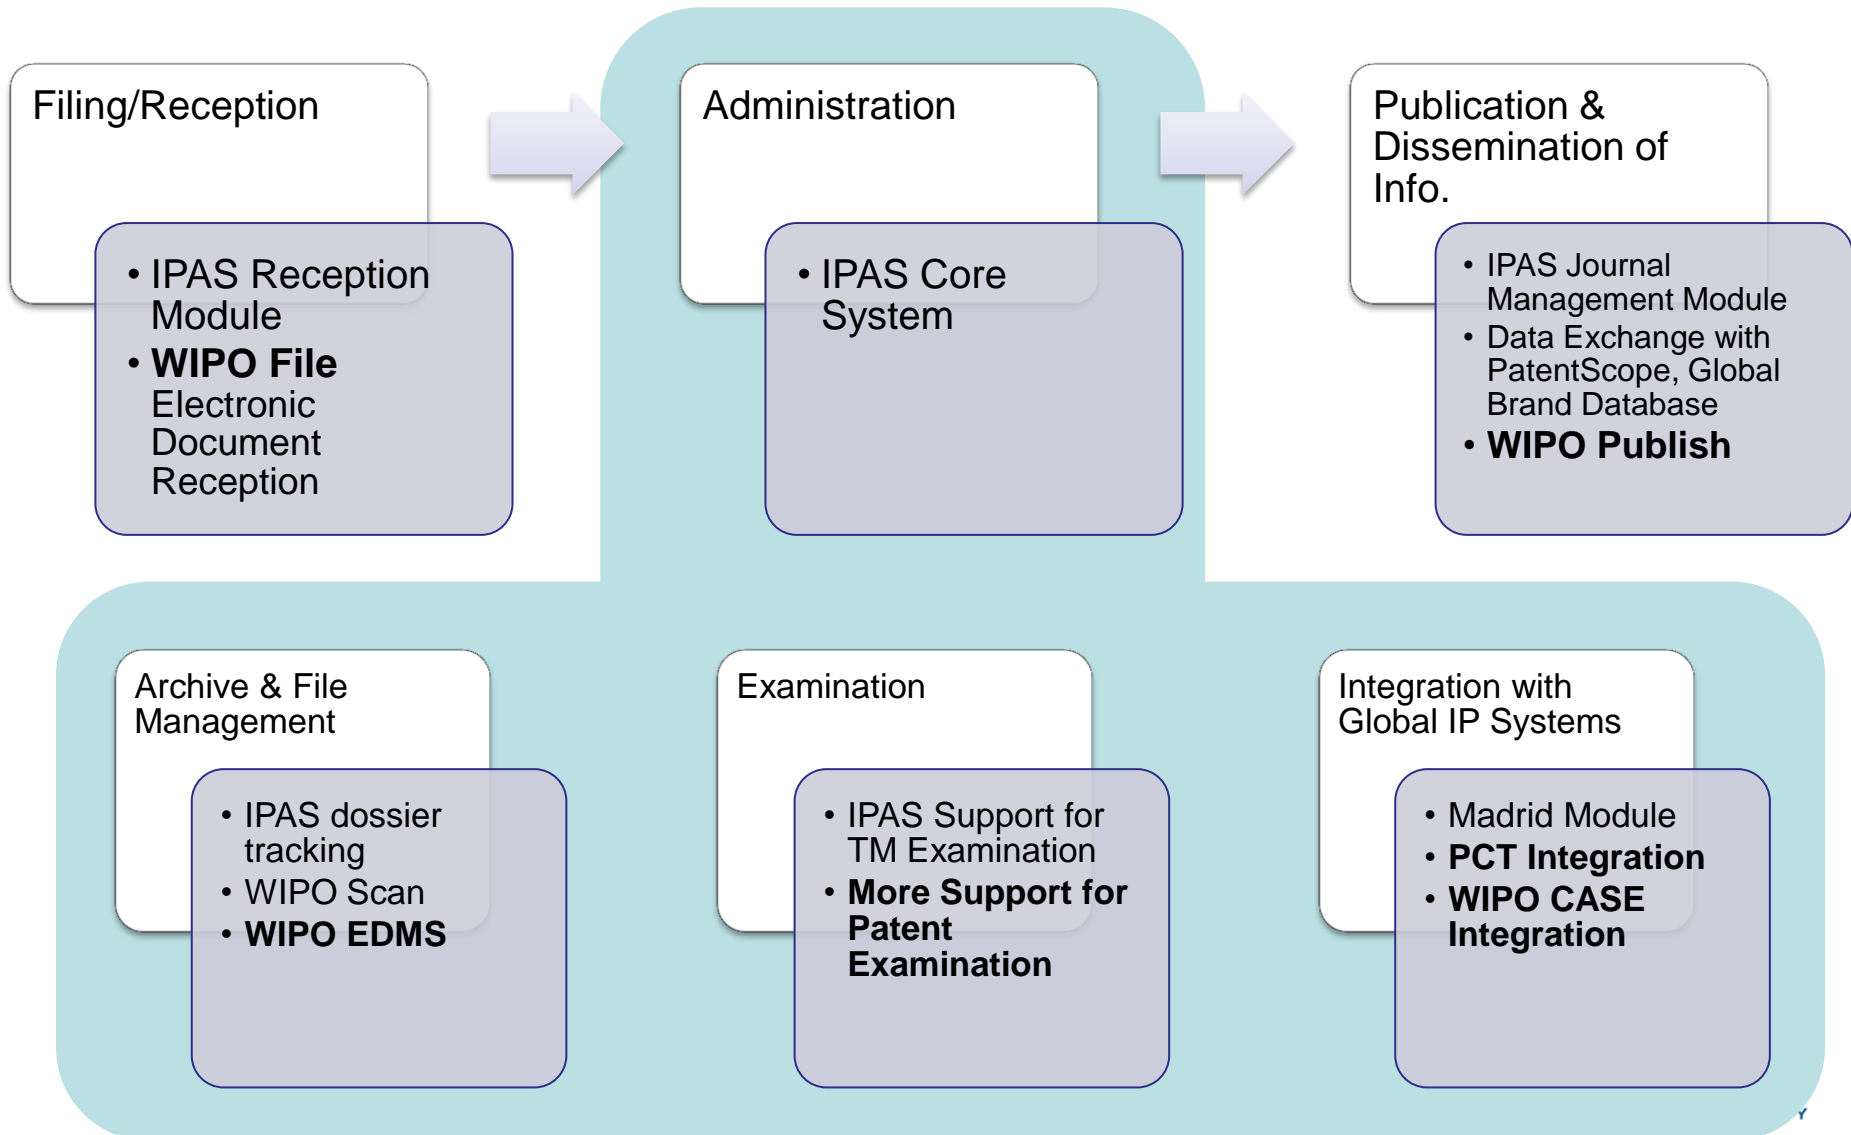 Filing/Reception
• IPAS Reception
Module
• WIPO File
Electronic
Document
Reception
Administration
• IPAS Core
System
Publication &
Dissemination of
Info.
• IPAS Journal
Management Module
• Data Exchange with
PatentScope, Global
Brand Database
• WIPO Publish
Archive & File
Management
• IPAS dossier
tracking
• WIPO Scan
• WIPO EDMS
Examination
• IPAS Support for
TM Examination
• More Support for
Patent
Examination
Integration with
Global IP Systems
• Madrid Module
• PCT Integration
• WIPO CASE
Integration
Y